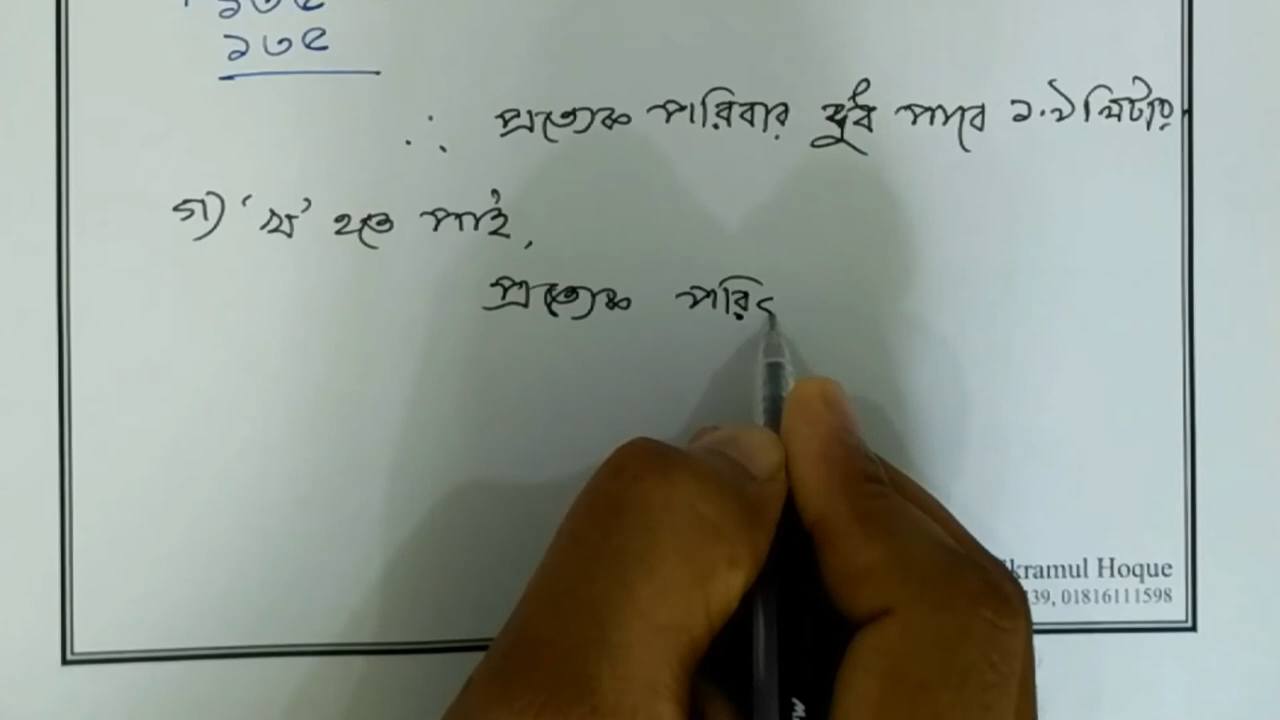 ১৩৫
∴ প্রত্যেক পরিবার দুধ পাবে ১.১ লিটার
গ) 'খ' হতে পাই,
প্রত্যেক পরি
kramul Hoque
39, 01816111598